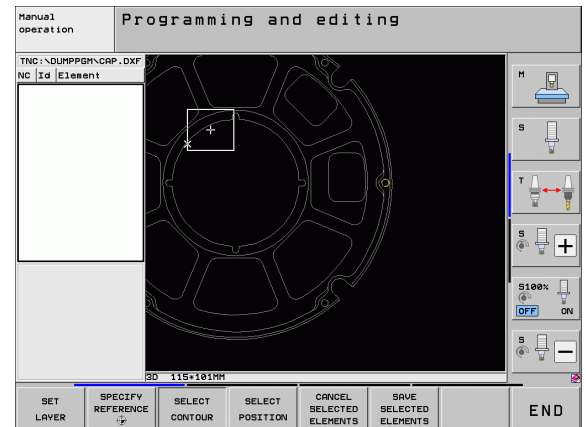 Manual operation
Programming and editing
TNC:\DUMPPGM\CAP.DXF
NC Id Element
M
S
T
S
S100%
OFF ON
S
3D 115*101MM
SET LAYER
SPECIFY REFERENCE
SELECT CONTOUR
SELECT POSITION
CANCEL SELECTED ELEMENTS
SAVE SELECTED ELEMENTS
END